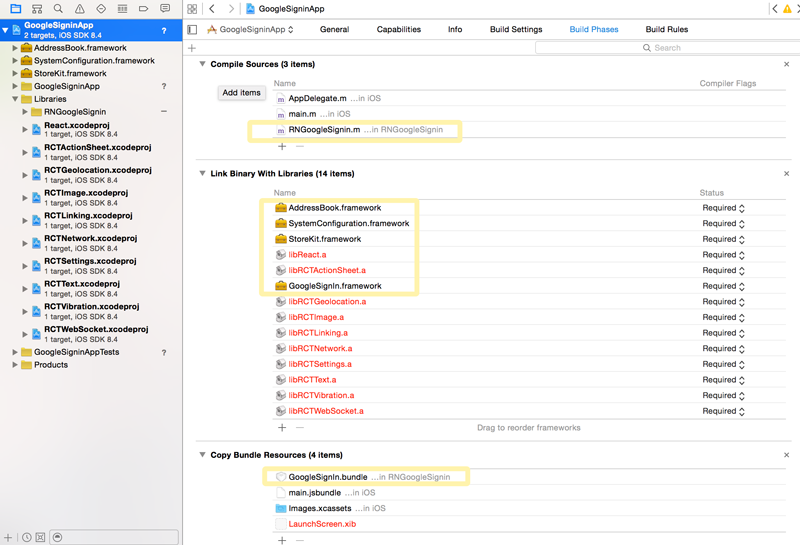 GoogleSigninApp
GoogleSigninApp
2 targets, iOS SDK 8.4
?
AddressBook.framework
SystemConfiguration.framework
StoreKit.framework
GoogleSigninApp
?
Libraries
RNGoogleSignin
React.xcodeproj
1 target, iOS SDK 8.4
RCTActionSheet.xcodeproj
1 target, iOS SDK 8.4
RCTGeolocation.xcodeproj
1 target, iOS SDK 8.4
RCTImage.xcodeproj
1 target, iOS SDK 8.4
RCTLinking.xcodeproj
1 target, iOS SDK 8.4
RCTNetwork.xcodeproj
1 target, iOS SDK 8.4
RCTSettings.xcodeproj
1 target, iOS SDK 8.4
RCTText.xcodeproj
1 target, iOS SDK 8.4
RCTVibration.xcodeproj
1 target, iOS SDK 8.4
RCTWebSocket.xcodeproj
1 target, iOS SDK 8.4
GoogleSigninAppTests
?
Products
GoogleSigninApp General Capabilities Info Build Settings Build Phases Build Rules
Search
Compile Sources (3 items)
Add items
Name Compiler Flags
m AppDelegate.m ...in iOS
m main.m ...in iOS
m RNGoogleSignin.m ...in RNGoogleSignin
Link Binary With Libraries (14 items)
Name Status
AddressBook.framework Required
SystemConfiguration.framework Required
StoreKit.framework Required
libReact.a Required
libRCTActionSheet.a Required
GoogleSignIn.framework Required
libRCTGeolocation.a Required
libRCTImage.a Required
libRCTLinking.a Required
libRCTNetwork.a Required
libRCTSettings.a Required
libRCTText.a Required
libRCTVibration.a Required
libRCTWebSocket.a Required
Drag to reorder frameworks
Copy Bundle Resources (4 items)
Name
GoogleSignIn.bundle ...in RNGoogleSignin
main.jsbundle ...in iOS
Images.xcassets ...in iOS
LaunchScreen.xib